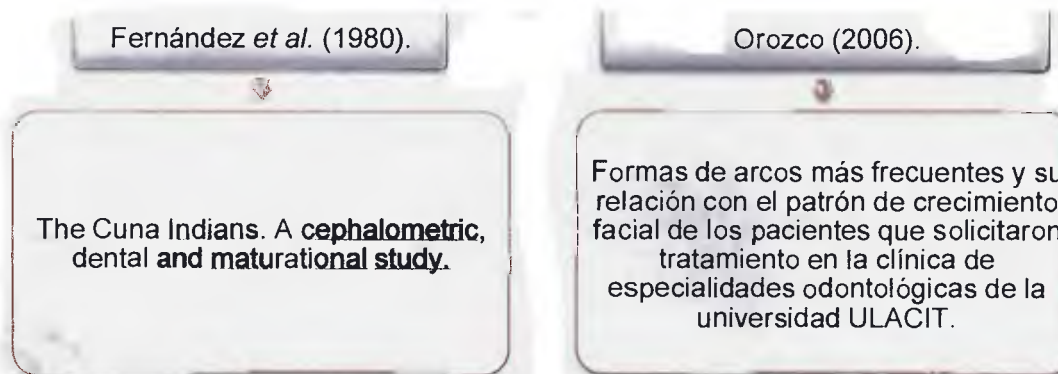 Fernández et al. (1980).
The Cuna Indians. A cephalometric,
dental and maturational study.
Orozco (2006).
Formas de arcos más frecuentes y su
relación con el patrón de crecimiento
facial de los pacientes que solicitaron
tratamiento en la clínica de
especialidades odontológicas de la
universidad ULACIT.